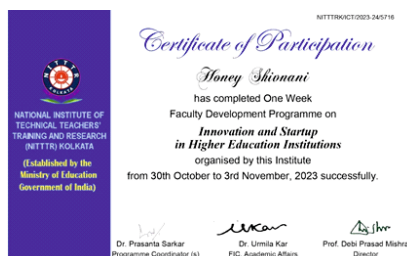 NITTTRK/ICT/2023-24/5716
Certificate of Participation
NITTTR
KOLKATA
NATIONAL INSTITUTE OF
TECHNICAL TEACHERS'
TRAINING AND RESEARCH
(NITTTR) KOLKATA
(Established by the
Ministry of Education
Government of India)
Honey Shionani
has completed One Week
Faculty Development Programme on
Innovation and Startup
in Higher Education Institutions
organised by this Institute
from 30th October to 3rd November, 2023 successfully.
Dr. Prasanta Sarkar
Programme Coordinator (s)
Dr. Urmila Kar
FIC, Academic Affairs
Prof. Debi Prasad Mishra
Director